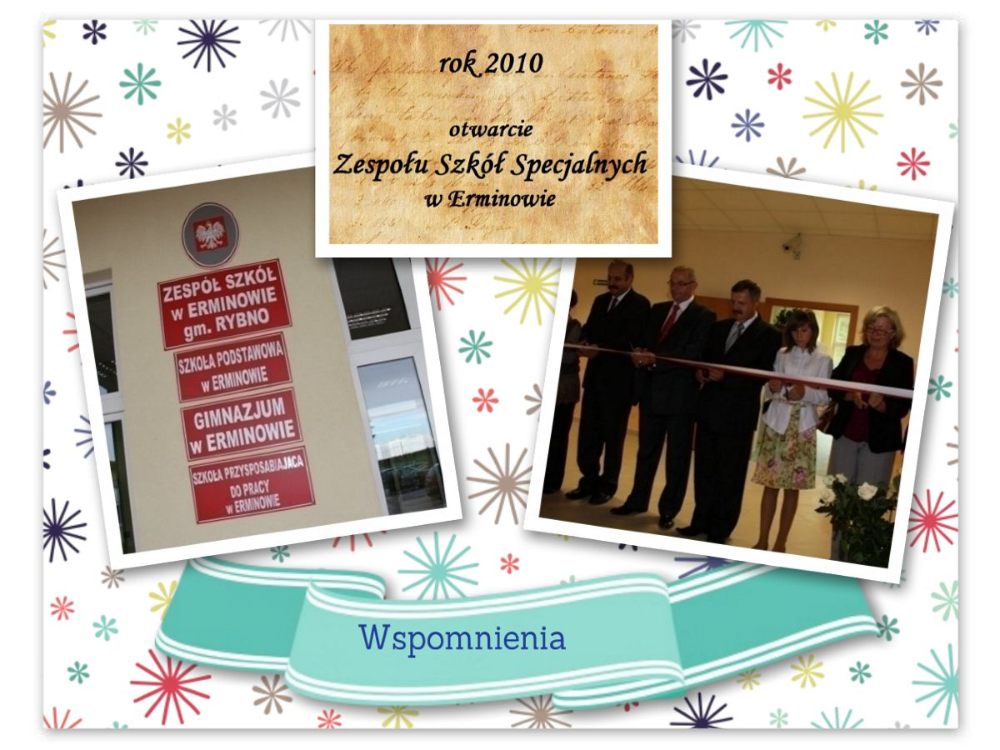 rok 2010
otwarcie
Zespołu Szkół Specjalnych
w Erminowie
ZESPÓŁ SZKÓŁ
w ERMINOWIE
gm. RYBNO
SZKOŁA PODSTAWOWA
w ERMINOWIE
GIMNAZJUM
w ERMINOWIE
SZKOŁA PRZYSPOSABIAJĄCA
DO PRACY
w ERMINOWIE
Wspomnienia